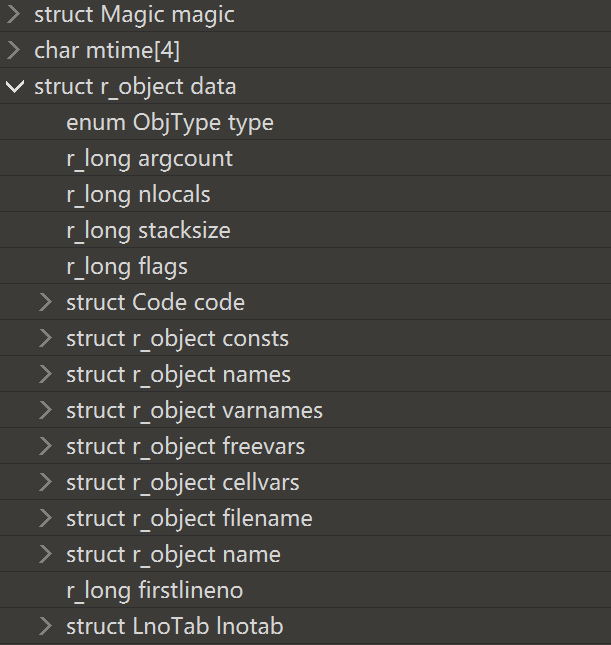 struct Magic magic
char mtime[4]
struct r_object data
enum ObjType type
r_long argcount
r_long nlocals
r_long stacksize
r_long flags
struct Code code
struct r_object consts
struct r_object names
struct r_object varnames
struct r_object freevars
struct r_object cellvars
struct r_object filename
struct r_object name
r_long firstlineno
struct LnoTab lnotab